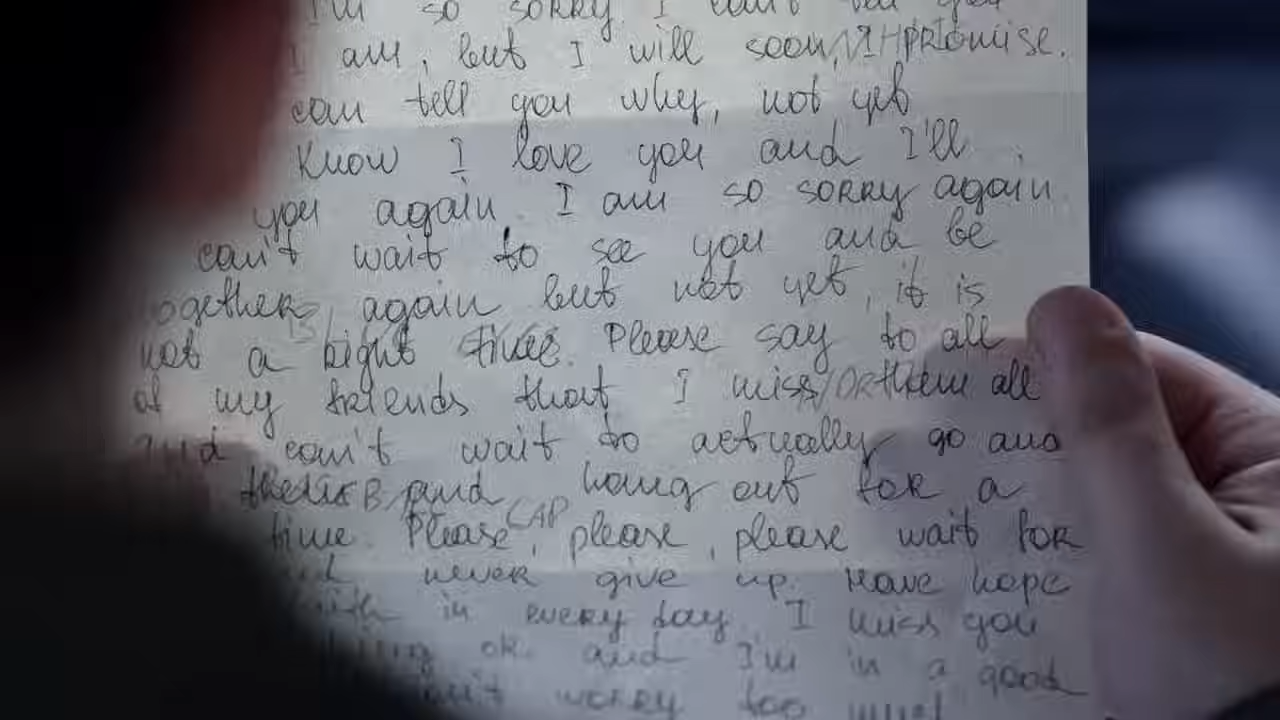 I'm so sorry. I can't tell you
I am, but I will soon, I promise.
can tell you why, not yet
know I love you and I'll
you again. I am so sorry again.
can't wait to see you and be
together again but not yet, it is
not a right time. Please say to all
of my friends that I miss them all
and can't wait to actually go and
there and hang out for a
time. Please, please, please wait for
never give up. Have hope
in every day. I miss you
ok and I'm in a good
don't worry too much